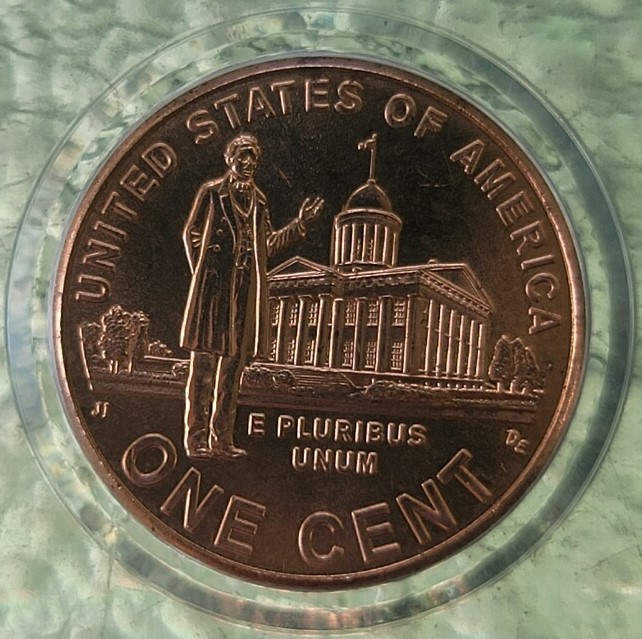 UNITED STATES OF AMERICA
JI
E PLURIBUS
UNUM
DE
ONE CENT